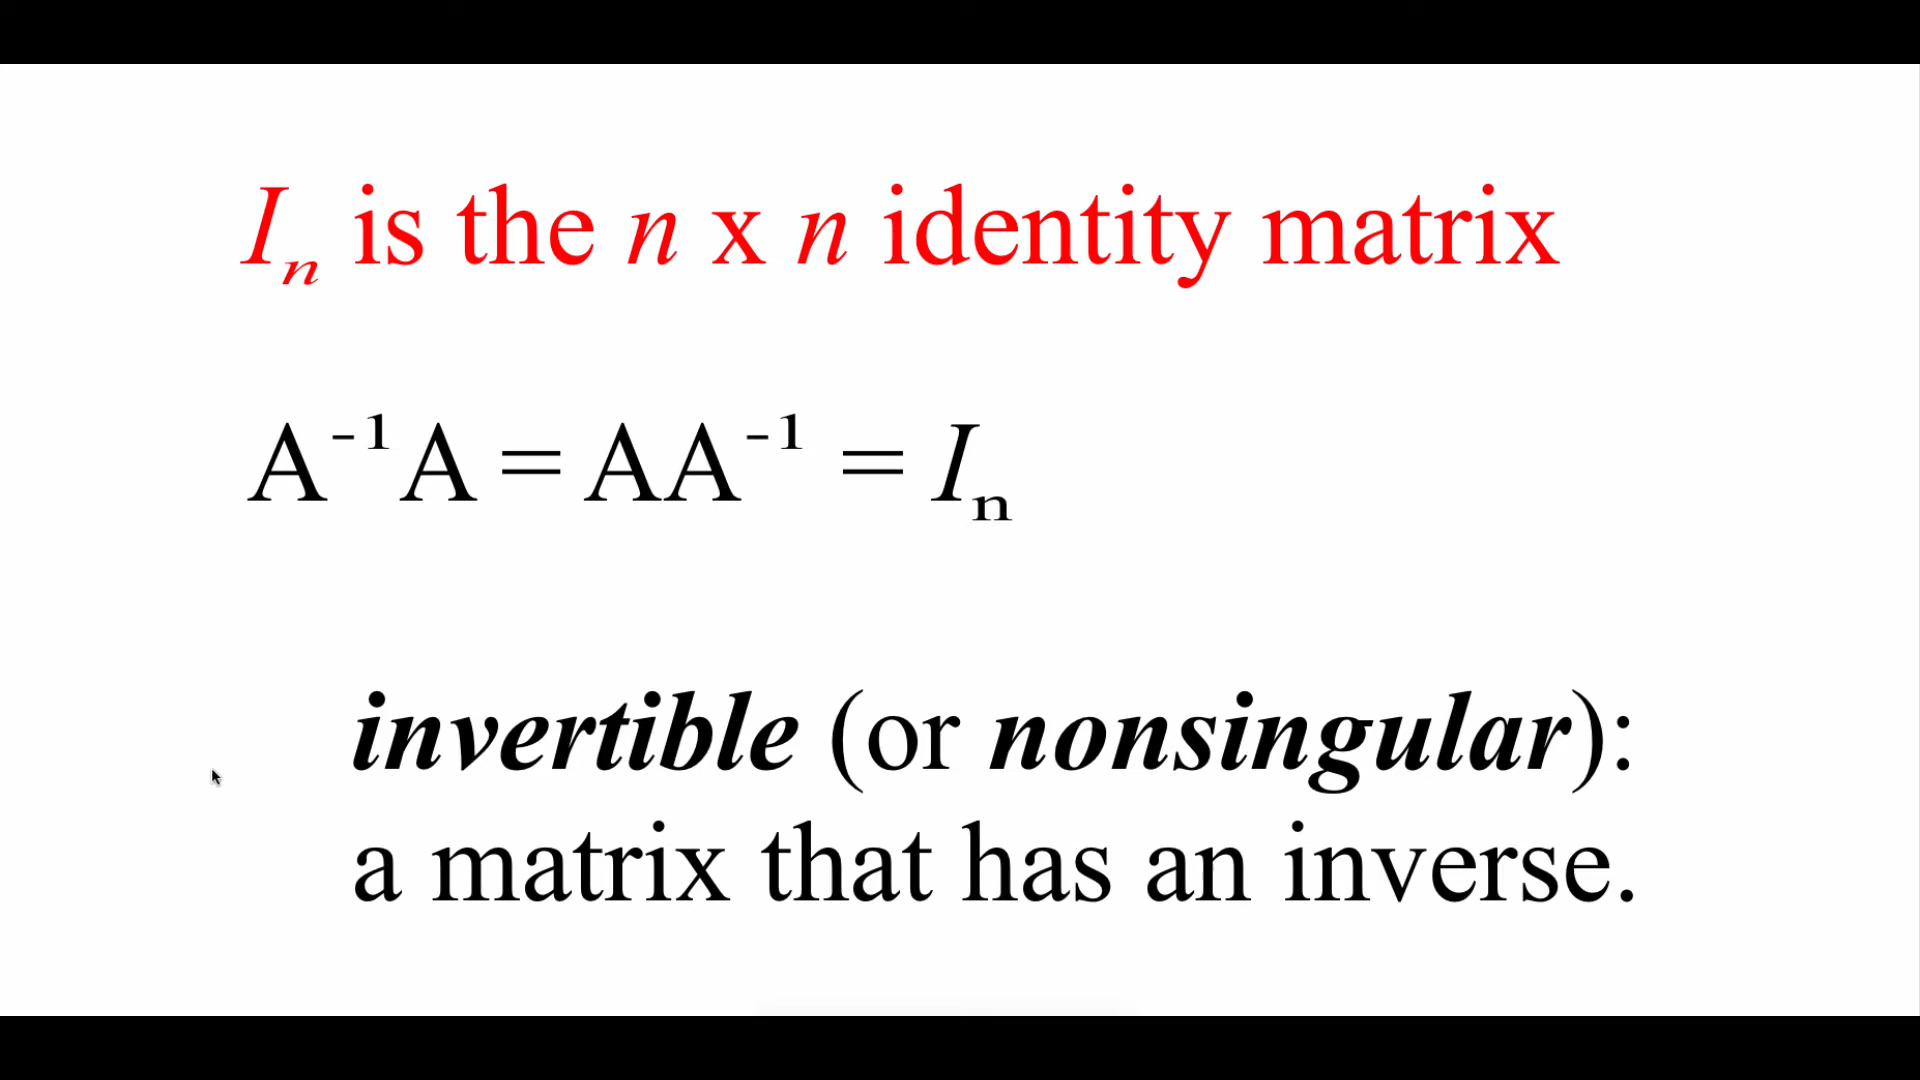 Iₙ is the n x n identity matrix
A⁻¹A = AA⁻¹ = Iₙ
invertible (or nonsingular):
a matrix that has an inverse.